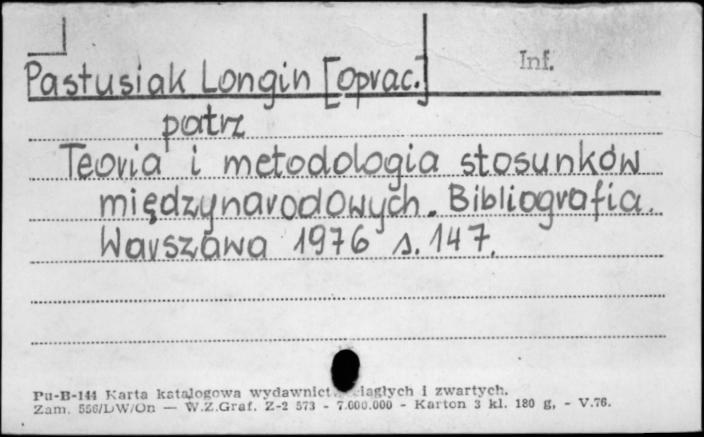 Inf.
Pastusiak Longin [oprac.]
patrz
Teoria i metodologia stosunków
międzynarodowych. Bibliografia.
Warszawa 1976 s. 147.
Pu-B-144 Karta katalogowa wydawnict ciągłych i zwartych.
Zam. 556/DW/On — W.Z.Graf. Z-2 573 - 7.000.000 - Karton 3 kl. 180 g, - V.76.